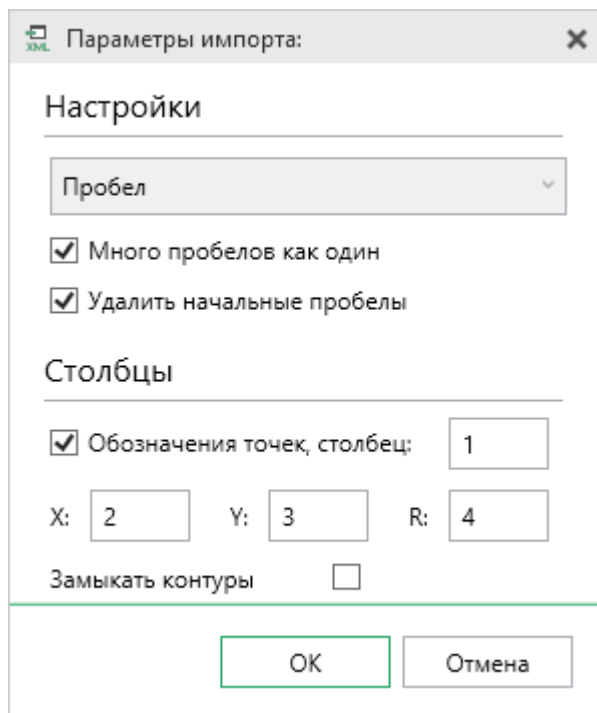 XML Параметры импорта:
Настройки
Пробел
Много пробелов как один
Удалить начальные пробелы
Столбцы
Обозначения точек, столбец: 1
X: 2 Y: 3 R: 4
Замыкать контуры
ОК Отмена